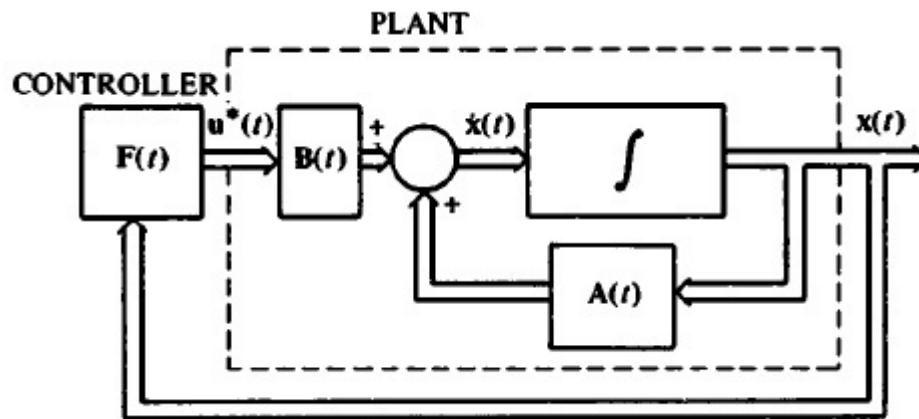 PLANT
CONTROLLER
F(t)
u*(t)
B(t)
+
ẋ(t)
∫
x(t)
+
A(t)